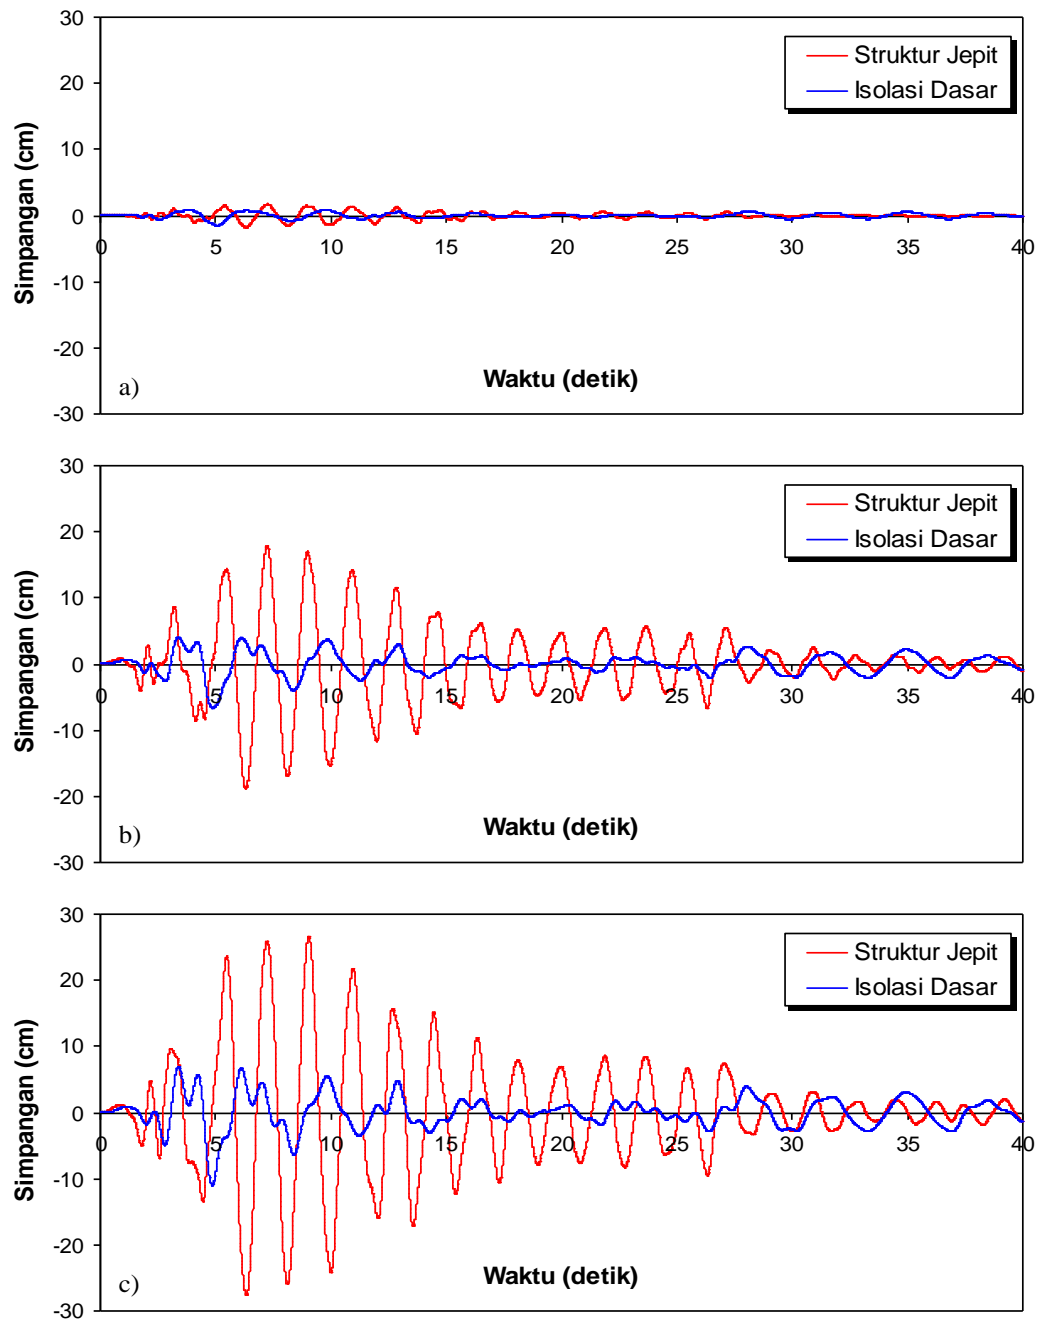 30
Struktur Jepit
20
Isolasi Dasar
10
0
0 5 10 15 20 25 30 35 40
-10
-20
Waktu (detik)
a)
-30
Simpangan (cm)
30
Struktur Jepit
20
Isolasi Dasar
10
0
0 5 10 15 20 25 30 35 40
-10
-20
Waktu (detik)
b)
-30
Simpangan (cm)
30
Struktur Jepit
20
Isolasi Dasar
10
0
0 5 10 15 20 25 30 35 40
-10
-20
Waktu (detik)
c)
-30
Simpangan (cm)